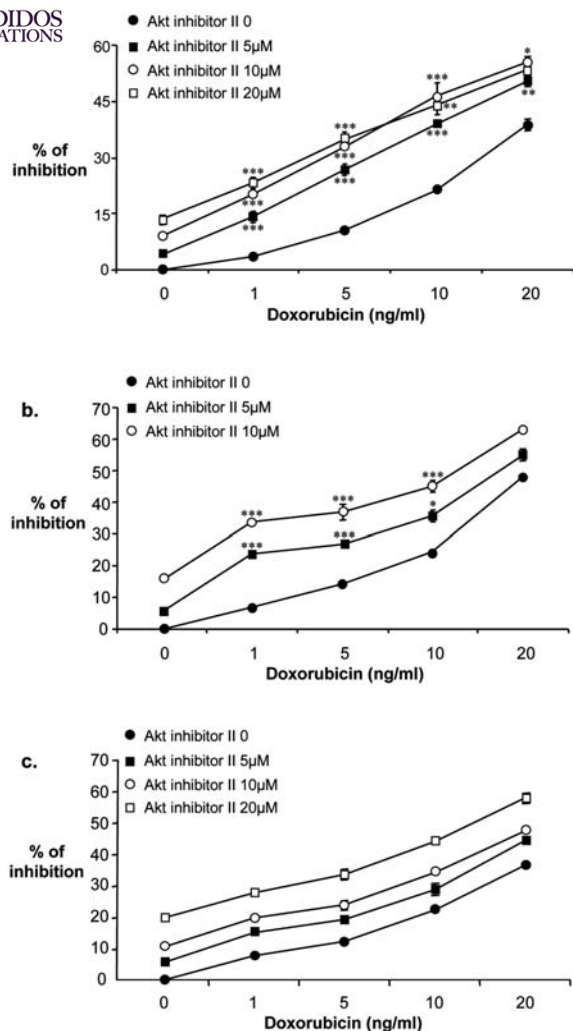 DIDOS
ATIONS
60
45
30
15
0
% of
inhibition
● Akt inhibitor II 0
■ Akt inhibitor II 5µM
○ Akt inhibitor II 10µM
□ Akt inhibitor II 20µM
*** *** *** *** *** *** *** ** *** * **
0 1 5 10 20
Doxorubicin (ng/ml)
b.
● Akt inhibitor II 0
■ Akt inhibitor II 5µM
○ Akt inhibitor II 10µM
70
60
50
40
30
20
10
0
% of
inhibition
*** *** *** *** *** *
0 1 5 10 20
Doxorubicin (ng/ml)
c.
● Akt inhibitor II 0
■ Akt inhibitor II 5µM
○ Akt inhibitor II 10µM
□ Akt inhibitor II 20µM
70
60
50
40
30
20
10
0
% of
inhibition
0 1 5 10 20
Doxorubicin (ng/ml)